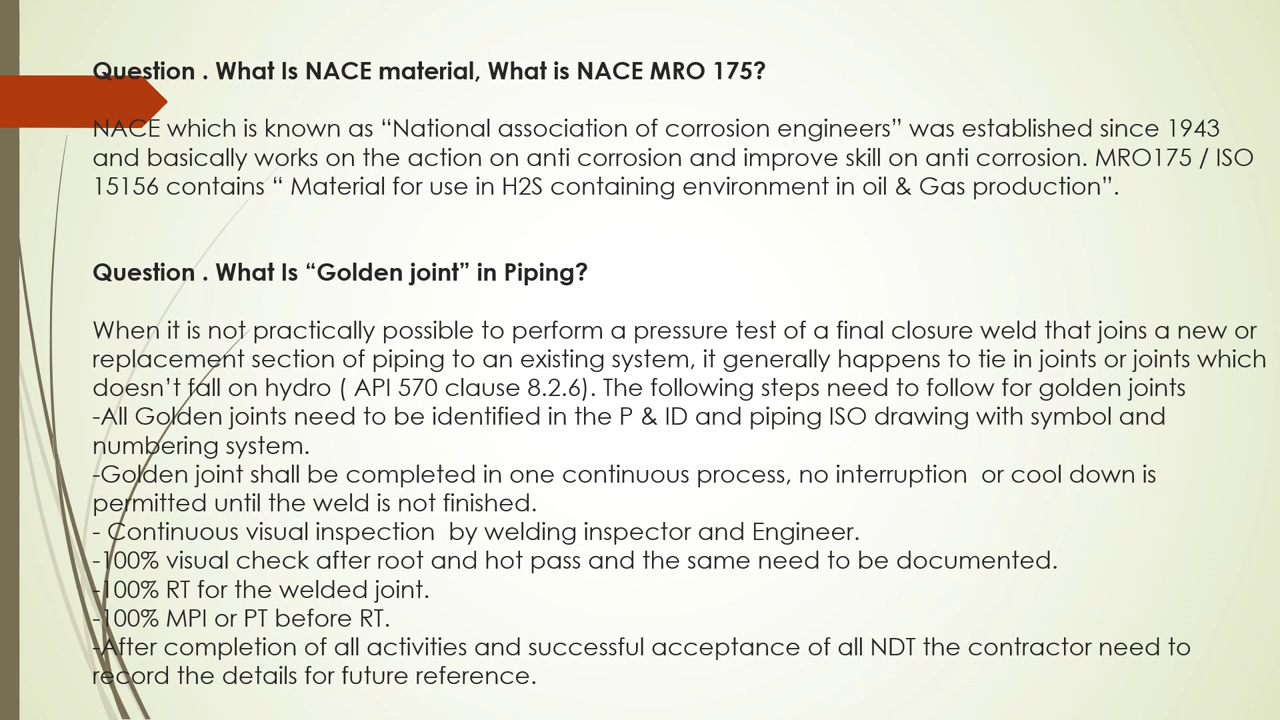 Question . What Is NACE material, What is NACE MRO 175?
NACE which is known as “National association of corrosion engineers” was established since 1943
and basically works on the action on anti corrosion and improve skill on anti corrosion. MRO175 / ISO
15156 contains “ Material for use in H2S containing environment in oil & Gas production”.
Question . What Is “Golden joint” in Piping?
When it is not practically possible to perform a pressure test of a final closure weld that joins a new or
replacement section of piping to an existing system, it generally happens to tie in joints or joints which
doesn’t fall on hydro ( API 570 clause 8.2.6). The following steps need to follow for golden joints
-All Golden joints need to be identified in the P & ID and piping ISO drawing with symbol and
numbering system.
-Golden joint shall be completed in one continuous process, no interruption  or cool down is
permitted until the weld is not finished.
- Continuous visual inspection  by welding inspector and Engineer.
-100% visual check after root and hot pass and the same need to be documented.
-100% RT for the welded joint.
-100% MPI or PT before RT.
-After completion of all activities and successful acceptance of all NDT the contractor need to
record the details for future reference.